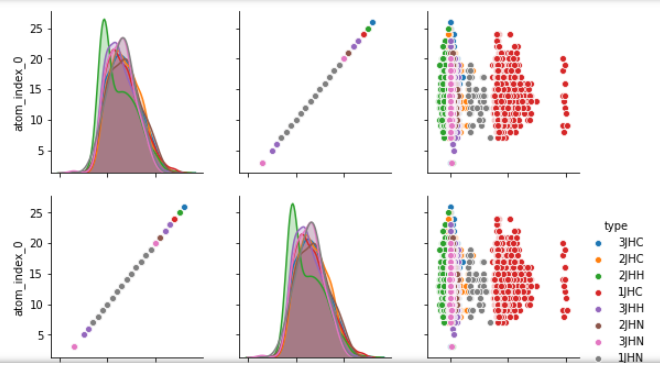 25
20
15
10
5
atom_index_0
25
20
15
10
5
atom_index_0
type
3JHC
2JHC
2JHH
1JHC
3JHH
2JHN
3JHN
1JHN